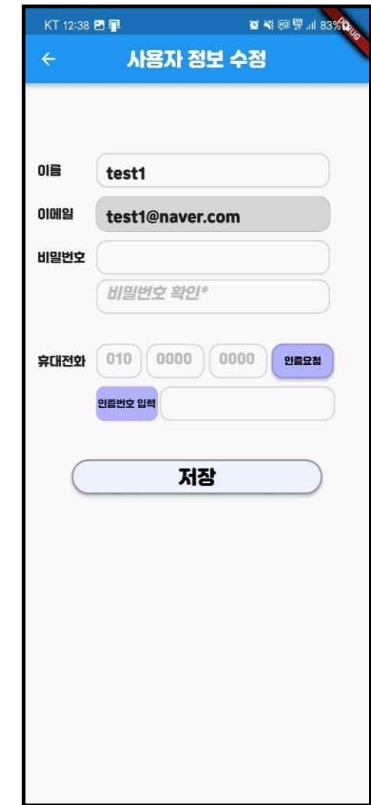 KT 12:38 83%
사용자 정보 수정
이름 test1
이메일 test1@naver.com
비밀번호
비밀번호 확인*
휴대전화 010 0000 0000 인증요청
인증번호 입력
저장